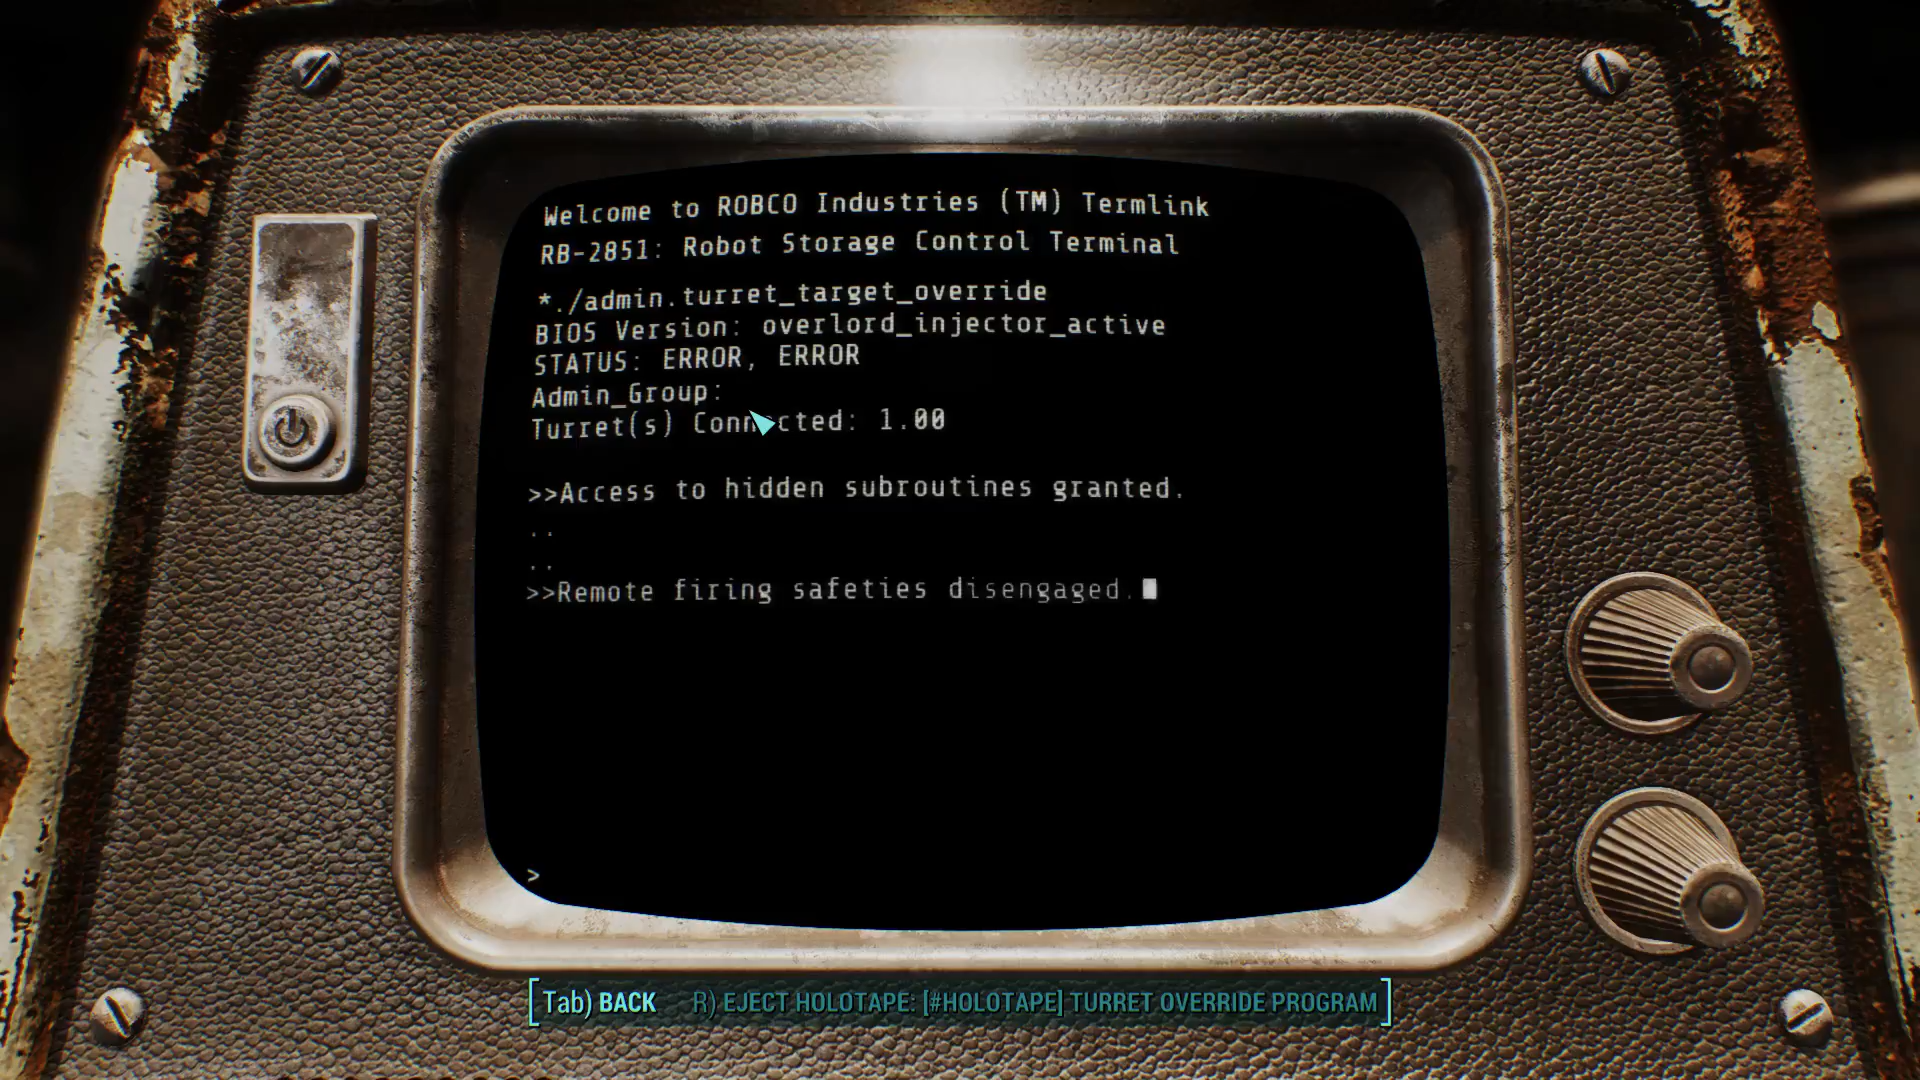 Welcome to ROBCO Industries (TM) Termlink
RB-2851: Robot Storage Control Terminal
*./admin.turret_target_override
BIOS Version: overlord_injector_active
STATUS: ERROR, ERROR
Admin_Group:
Turret(s) Connected: 1.00
>>Access to hidden subroutines granted.
..
..
>>Remote firing safeties disengaged.
>
Tab) BACK R) EJECT HOLOTAPE: [#HOLOTAPE] TURRET OVERRIDE PROGRAM